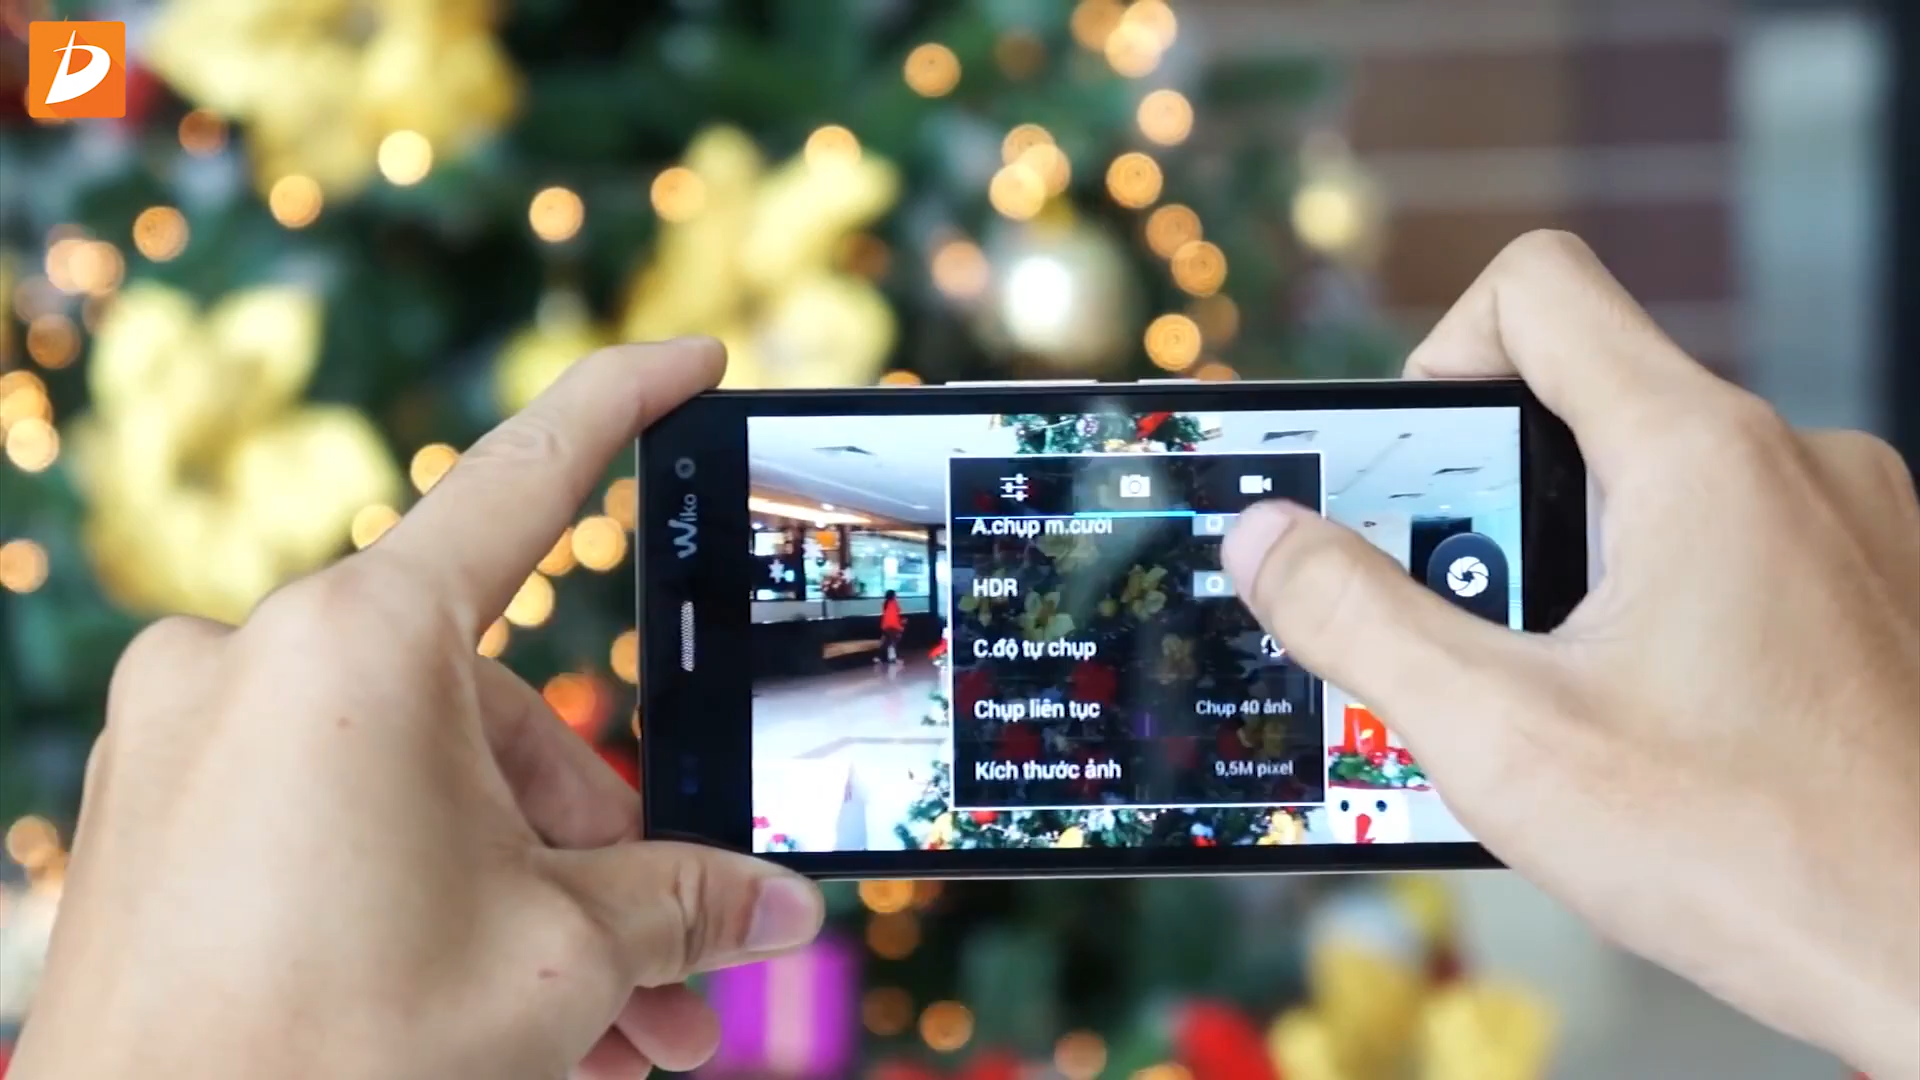 Wiko
A.chụp m.cười
HDR
C.độ tự chụp
Chụp liên tục Chụp 40 ảnh
Kích thước ảnh 9,5M pixel